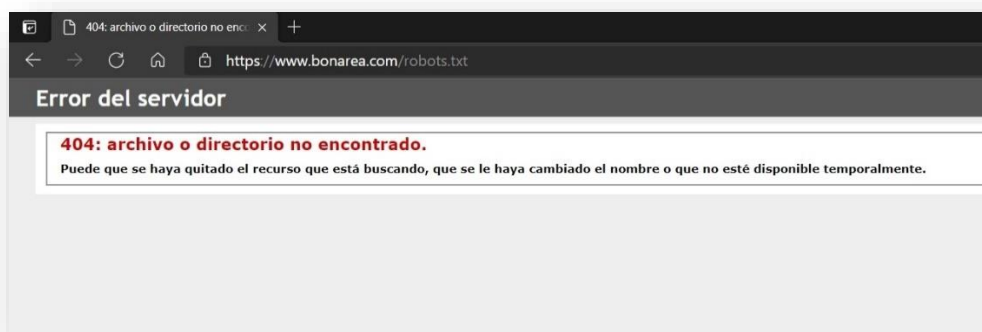 404: archivo o directorio no enc
https://www.bonarea.com/robots.txt
Error del servidor
404: archivo o directorio no encontrado.
Puede que se haya quitado el recurso que está buscando, que se le haya cambiado el nombre o que no esté disponible temporalmente.